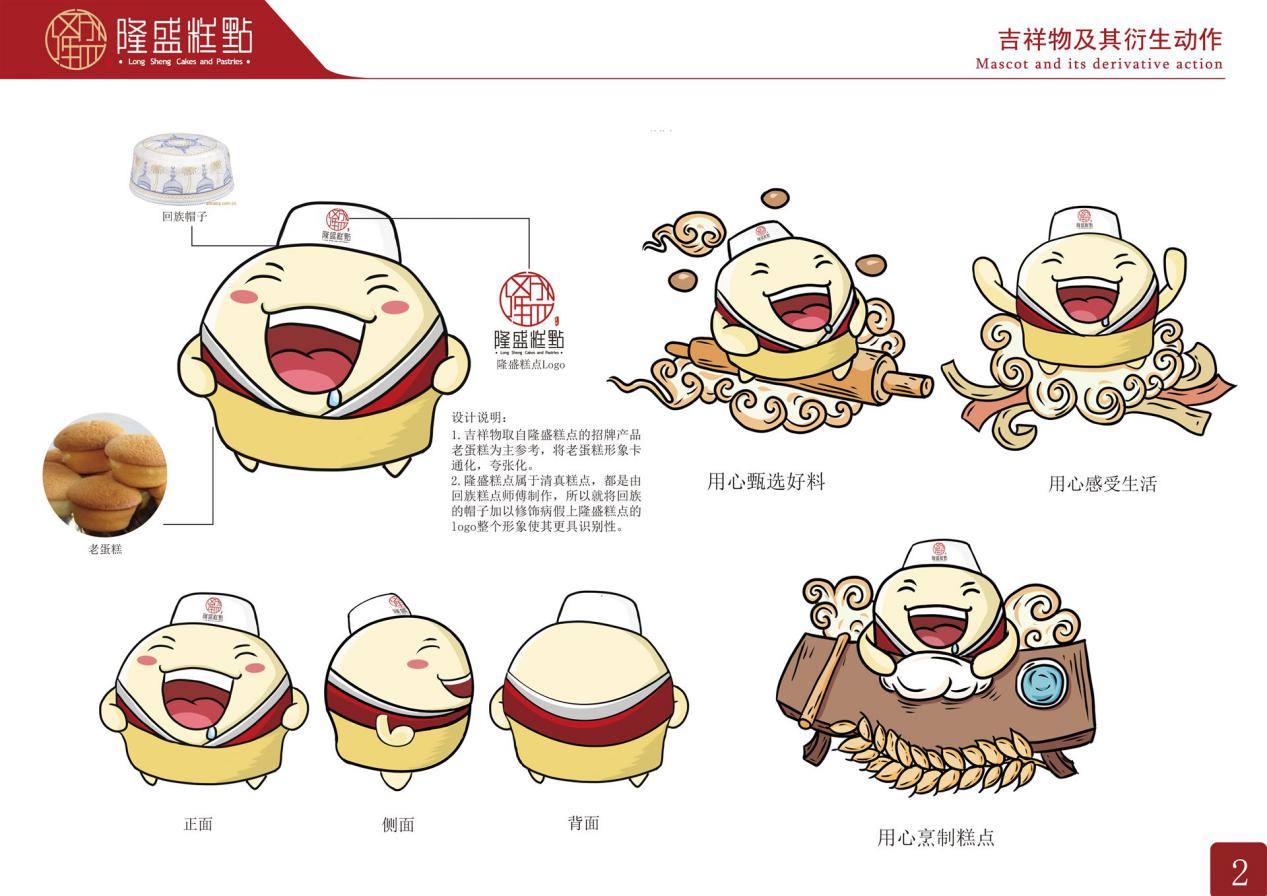 隆盛糕點
• Long Sheng Cakes and Pastries •
吉祥物及其衍生动作
Mascot and its derivative action
回族帽子
隆盛糕點
隆盛糕點
• Long Sheng Cakes and Pastries •
隆盛糕点Logo
老蛋糕
设计说明:
1. 吉祥物取自隆盛糕点的招牌产品
老蛋糕为主参考，将老蛋糕形象卡
通化，夸张化。
2. 隆盛糕点属于清真糕点，都是由
回族糕点师傅制作，所以就将回族
的帽子加以修饰病假上隆盛糕点的
logo整个形象使其更具识别性。
用心甄选好料
用心感受生活
隆盛糕點
正面
侧面
背面
用心烹制糕点
2